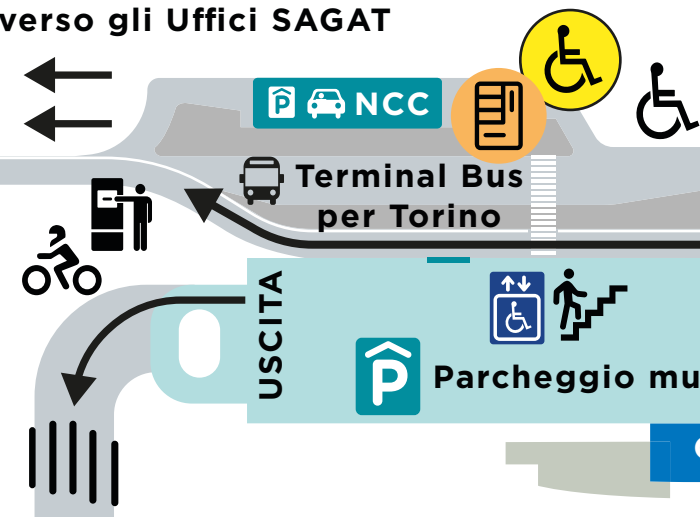 verso gli Uffici SAGAT
P NCC
Terminal Bus
per Torino
USCITA
P
Parcheggio mu